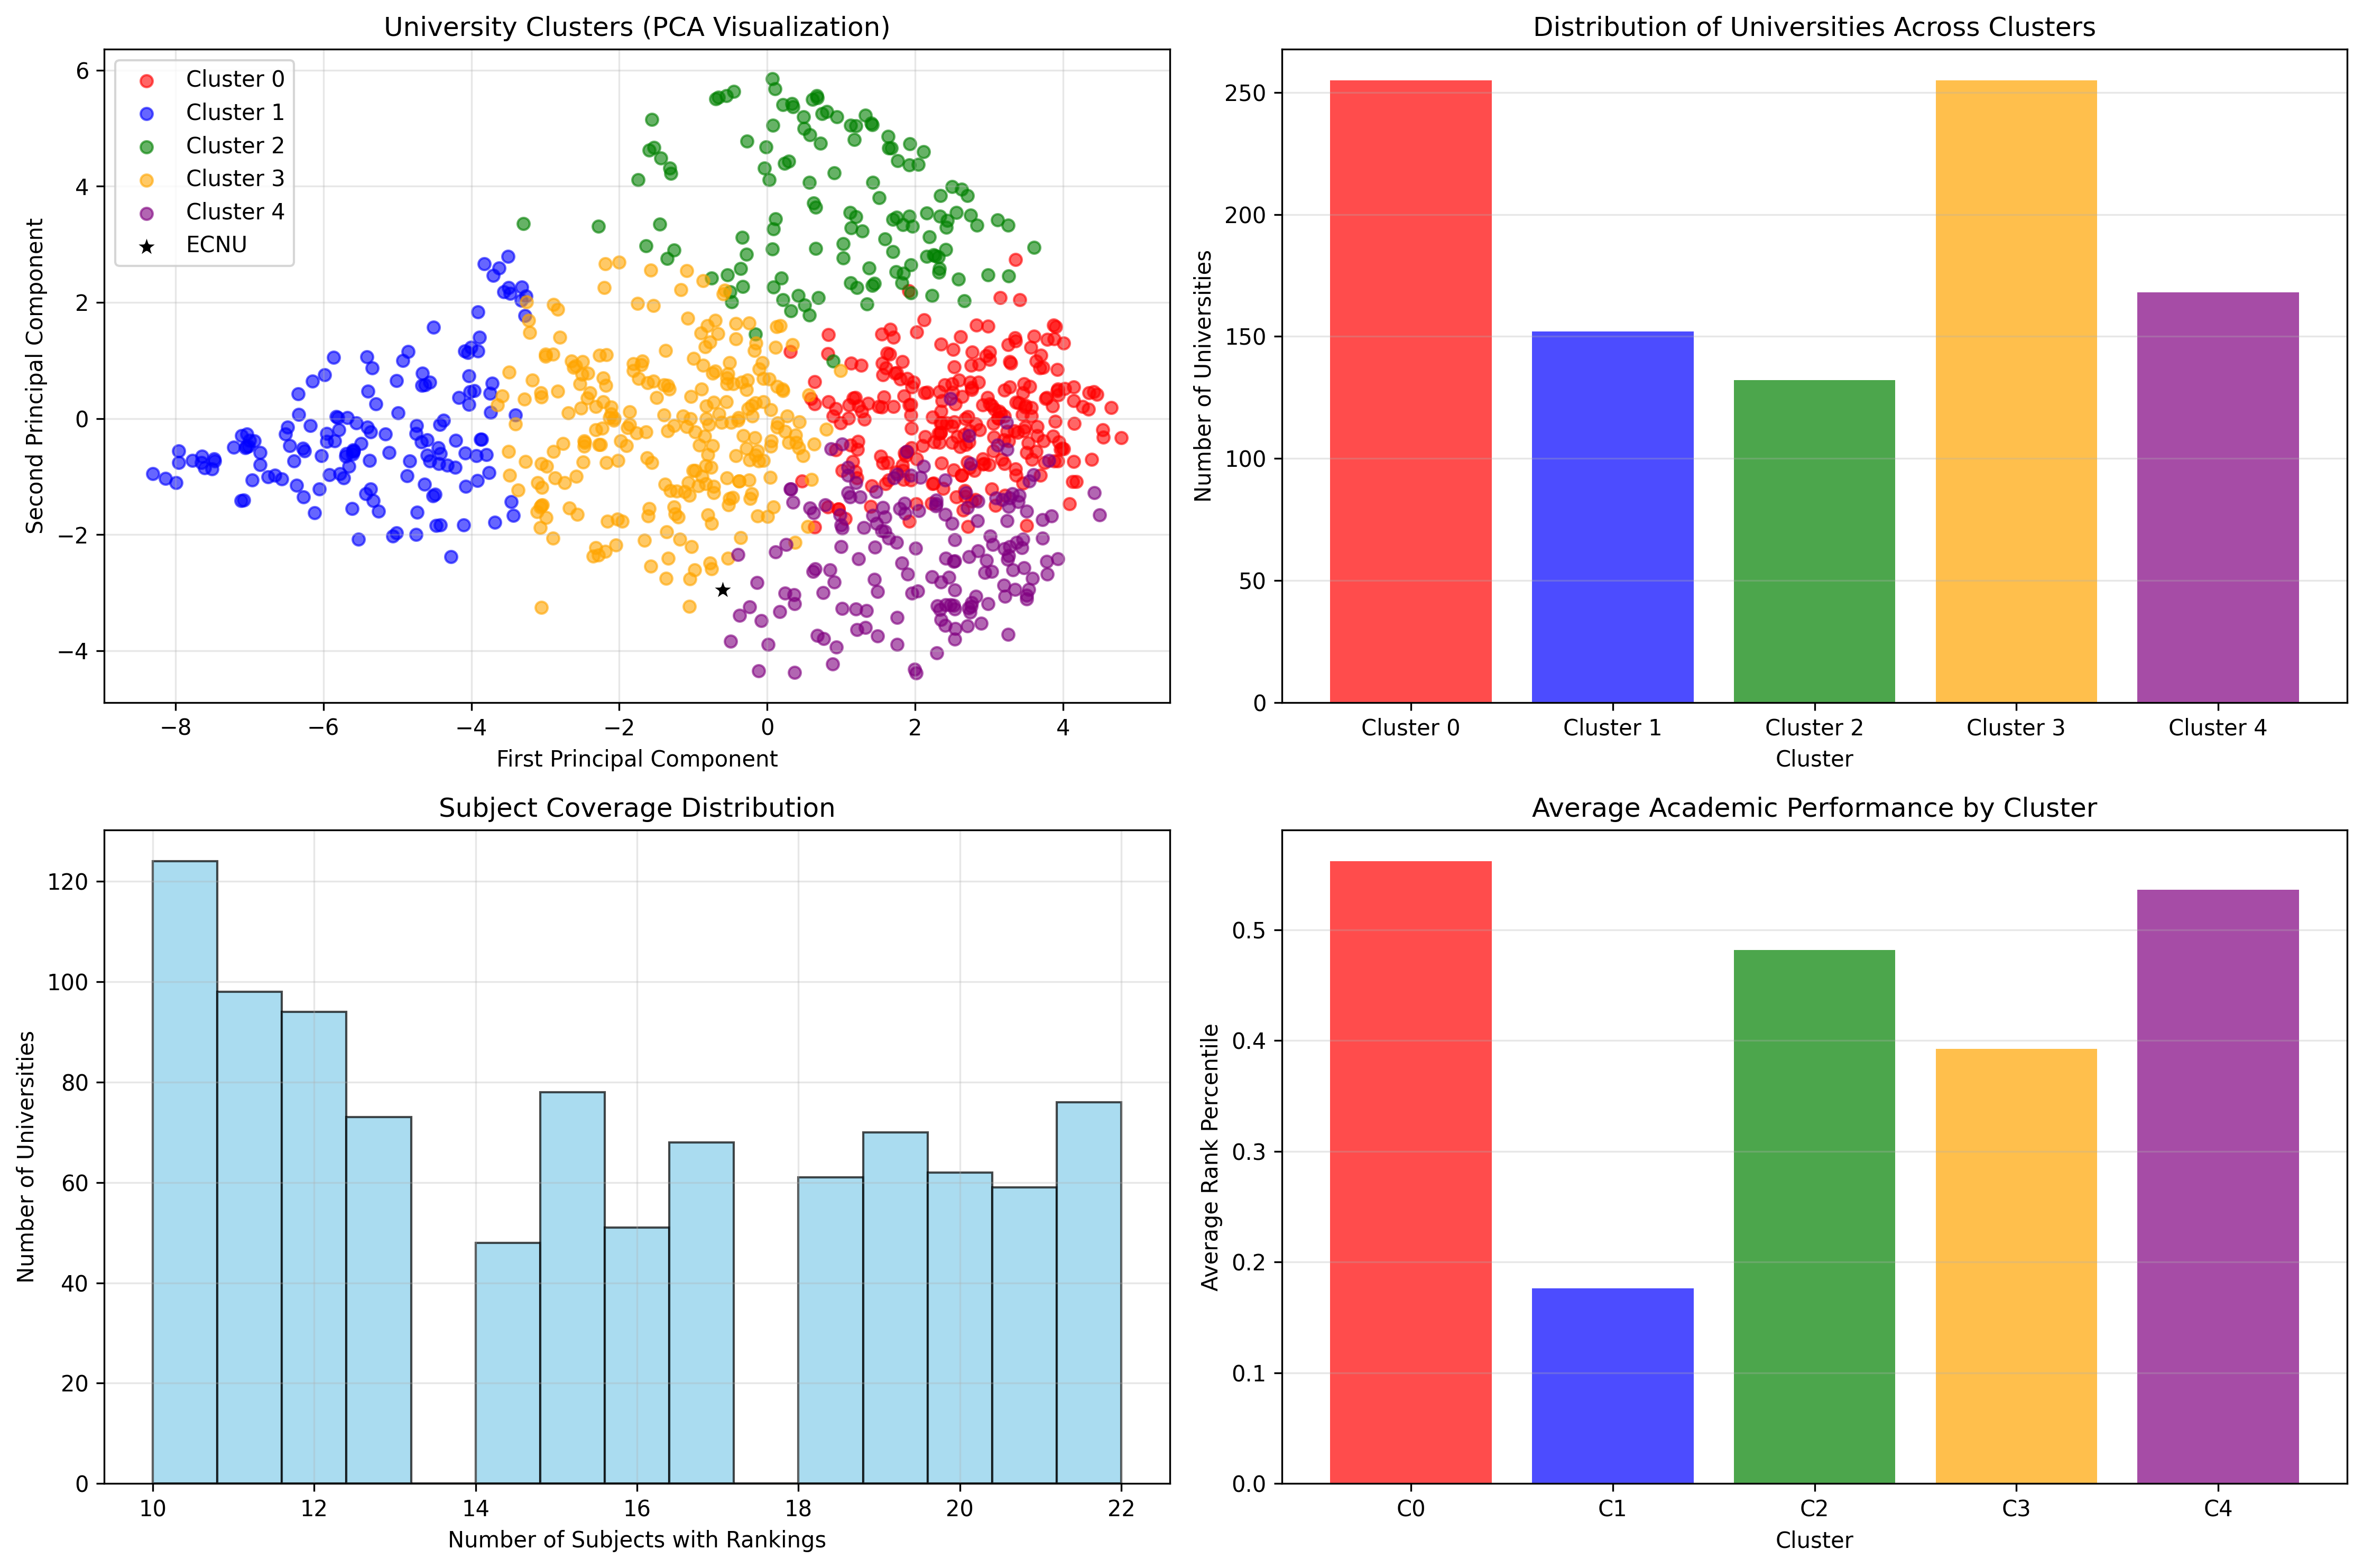 University Clusters (PCA Visualization)
Cluster 0
Cluster 1
Cluster 2
Cluster 3
Cluster 4
ECNU
6
4
2
0
−2
−4
Second Principal Component
−8 −6 −4 −2 0 2 4
First Principal Component
Distribution of Universities Across Clusters
250
200
150
100
50
0
Number of Universities
Cluster 0 Cluster 1 Cluster 2 Cluster 3 Cluster 4
Cluster
Subject Coverage Distribution
120
100
80
60
40
20
0
Number of Universities
10 12 14 16 18 20 22
Number of Subjects with Rankings
Average Academic Performance by Cluster
0.5
0.4
0.3
0.2
0.1
0.0
Average Rank Percentile
C0 C1 C2 C3 C4
Cluster